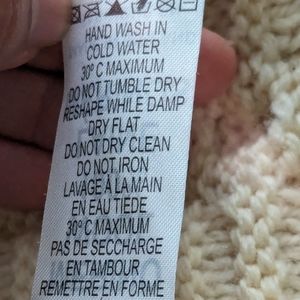 HAND WASH IN
COLD WATER
30° C MAXIMUM
DO NOT TUMBLE DRY
RESHAPE WHILE DAMP
DRY FLAT
DO NOT DRY CLEAN
DO NOT IRON
LAVAGE À LA MAIN
EN EAU TIEDE
30° C MAXIMUM
PAS DE SECCHARGE
EN TAMBOUR
REMETTRE EN FORME